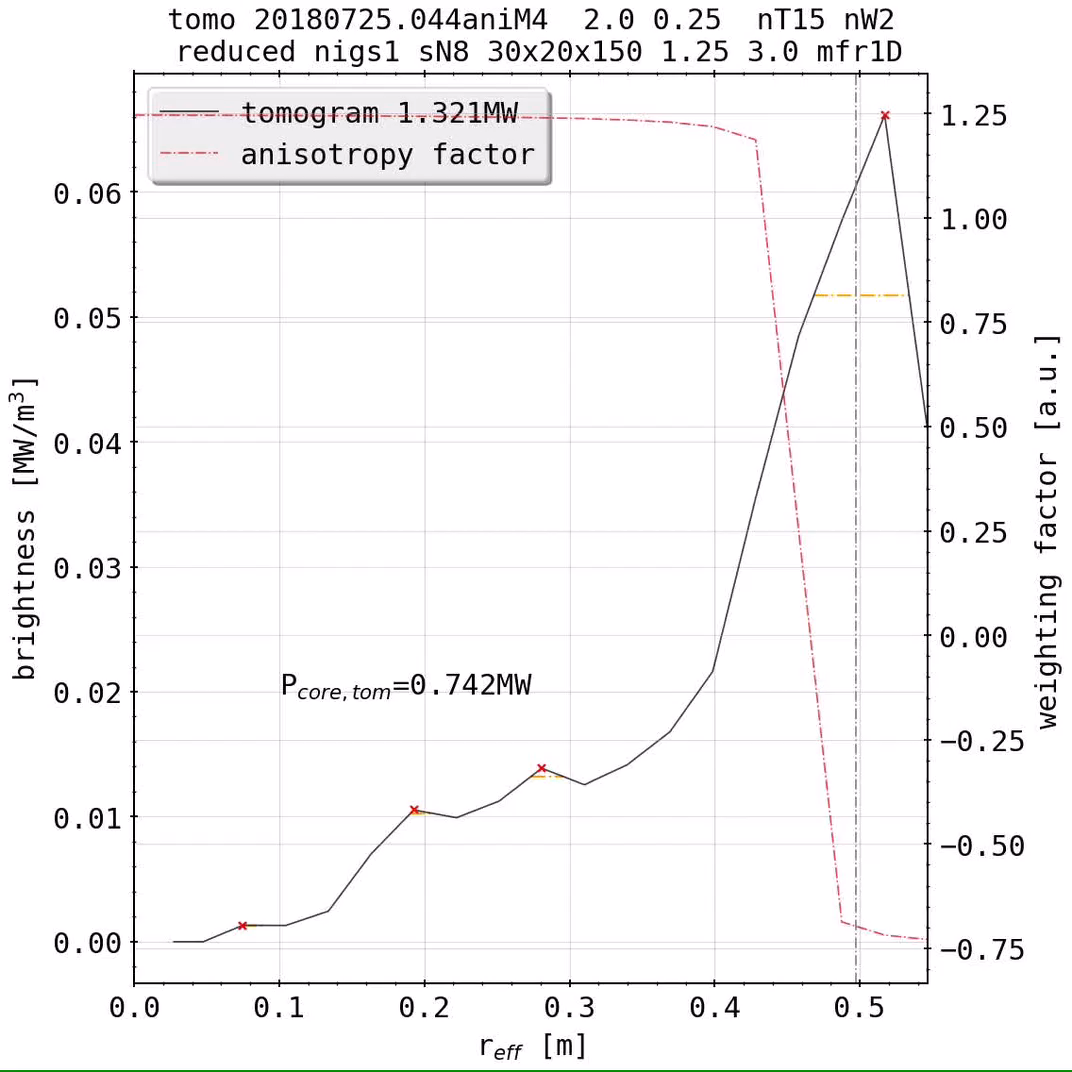 tomo 20180725.044aniM4  2.0 0.25  nT15 nW2
reduced nigs1 sN8 30x20x150 1.25 3.0 mfr1D
tomogram 1.321MW
anisotropy factor
0.06
0.05
0.04
0.03
0.02
0.01
0.00
brightness [MW/m³]
P_core,tom=0.742MW
1.25
1.00
0.75
0.50
0.25
0.00
−0.25
−0.50
−0.75
weighting factor [a.u.]
0.0 0.1 0.2 0.3 0.4 0.5
r_eff [m]